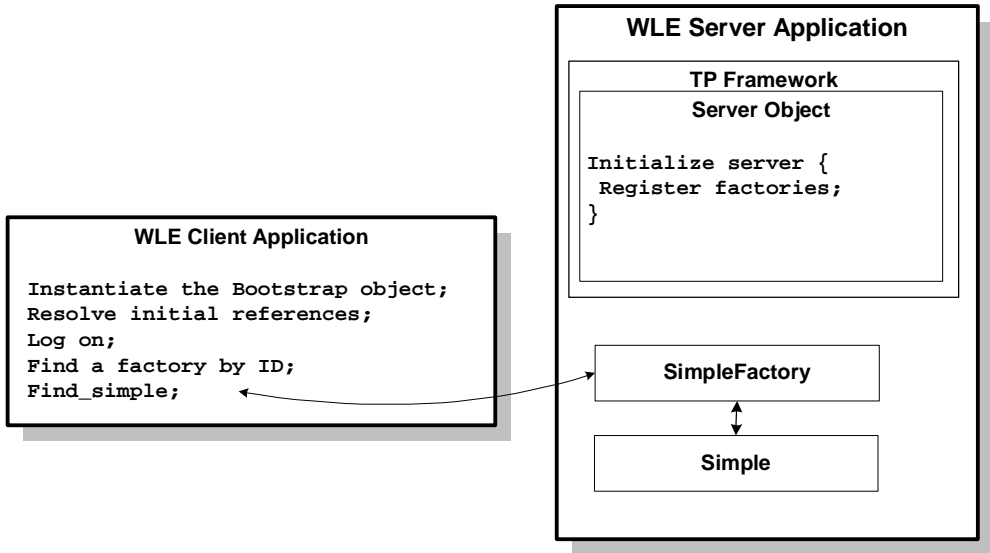 WLE Server Application
TP Framework
Server Object
Initialize server {
Register factories;
}
WLE Client Application
Instantiate the Bootstrap object;
Resolve initial references;
Log on;
Find a factory by ID;
Find_simple;
SimpleFactory
Simple